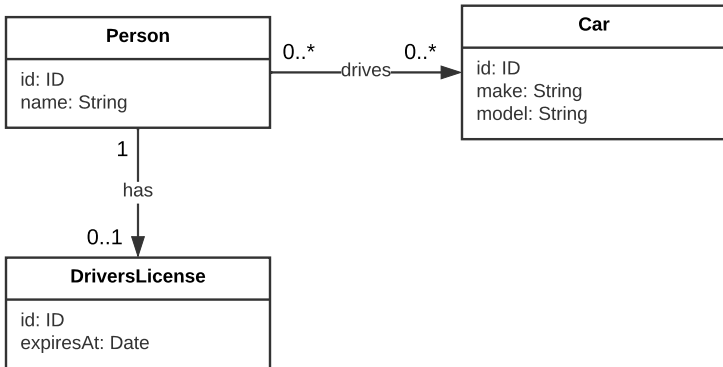 Person
id: ID
name: String
0..*
drives
0..*
Car
id: ID
make: String
model: String
1
has
0..1
DriversLicense
id: ID
expiresAt: Date